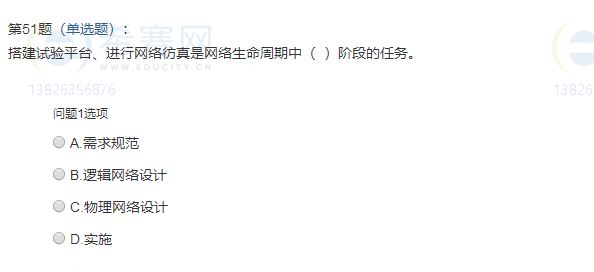 第51题（单选题）：
搭建试验平台、进行网络仿真是网络生命周期中（ ）阶段的任务。
希赛网
WWW.EDUCITY.CN
13826356876
13826
问题1选项
A.需求规范
B.逻辑网络设计
C.物理网络设计
D.实施